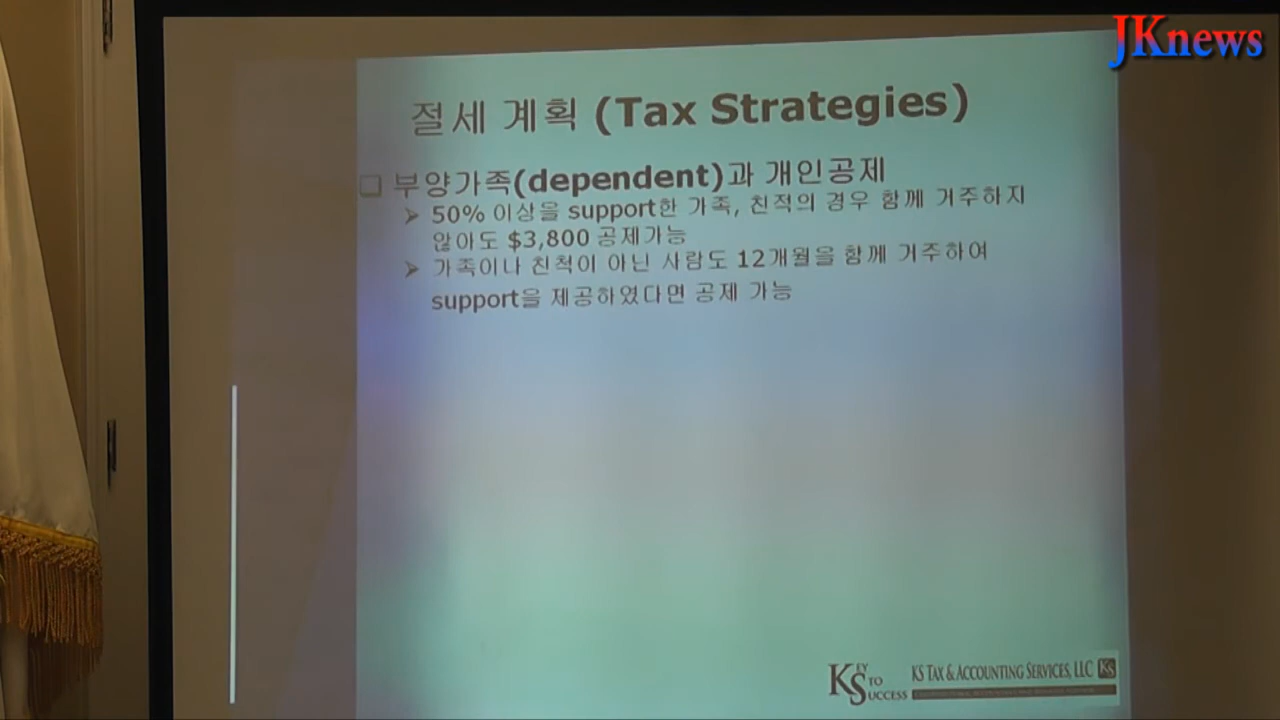 JKnews
절세 계획 (Tax Strategies)
❑ 부양가족(dependent)과 개인공제
➢ 50% 이상을 support한 가족, 친적의 경우 함께 거주하지
않아도 $3,800 공제가능
➢ 가족이나 친척이 아닌 사람도 12개월을 함께 거주하여
support을 제공하였다면 공제 가능
KEY TO SUCCESS
KS TAX & ACCOUNTING SERVICES, LLC KS